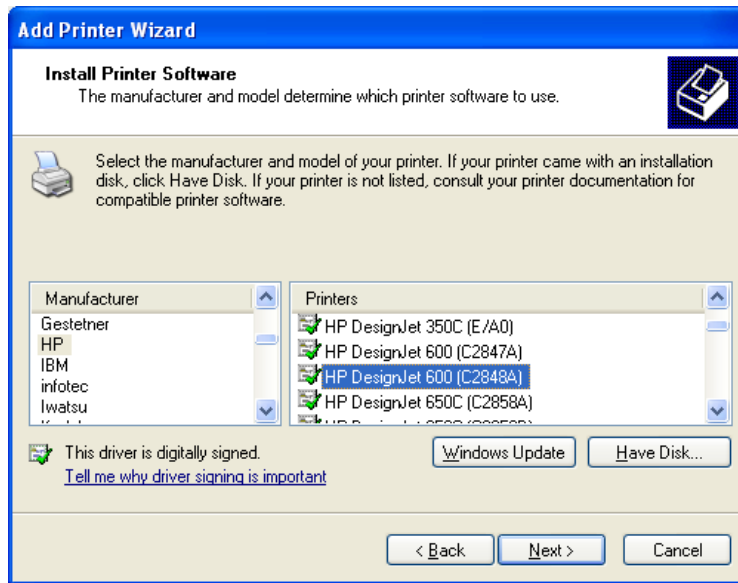 Add Printer Wizard
Install Printer Software
The manufacturer and model determine which printer software to use.
Select the manufacturer and model of your printer. If your printer came with an installation
disk, click Have Disk. If your printer is not listed, consult your printer documentation for
compatible printer software.
Manufacturer
Gestetner
HP
IBM
infotec
Iwatsu
Printers
HP DesignJet 350C (E/A0)
HP DesignJet 600 (C2847A)
HP DesignJet 600 (C2848A)
HP DesignJet 650C (C2858A)
This driver is digitally signed.
Tell me why driver signing is important
Windows Update
Have Disk...
< Back
Next >
Cancel